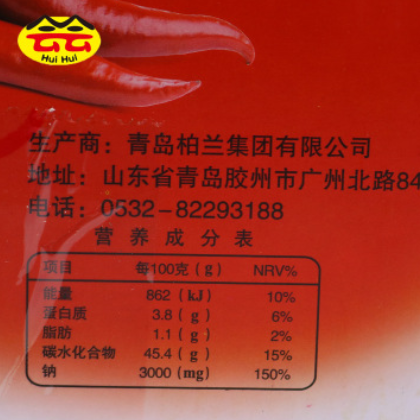 云云
Hui Hui
生产商：青岛柏兰集团有限公司
地址：山东省青岛胶州市广州北路84
电话：0532-82293188
营养成分表
项目 每100克（g） NRV%
能量 862（kJ） 10%
蛋白质 3.8（g） 6%
脂肪 1.1（g） 2%
碳水化合物 45.4（g） 15%
钠 3000（mg） 150%